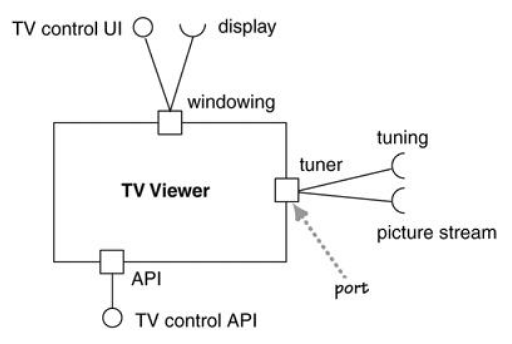 TV control UI
display
windowing
tuning
tuner
TV Viewer
picture stream
API
port
TV control API